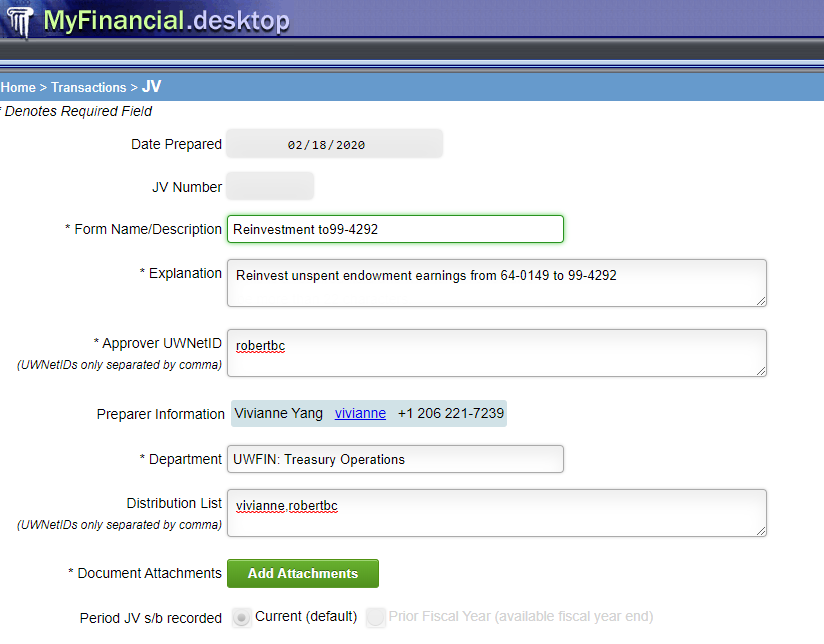 MyFinancial.desktop
Home > Transactions > JV
* Denotes Required Field
Date Prepared 02/18/2020
JV Number
* Form Name/Description Reinvestment to99-4292
* Explanation Reinvest unspent endowment earnings from 64-0149 to 99-4292
* Approver UWNetID robertbc
(UWNetIDs only separated by comma)
Preparer Information Vivianne Yang vivianne +1 206 221-7239
* Department UWFIN: Treasury Operations
Distribution List vivianne,robertbc
(UWNetIDs only separated by comma)
* Document Attachments Add Attachments
Period JV s/b recorded Current (default) Prior Fiscal Year (available fiscal year end)